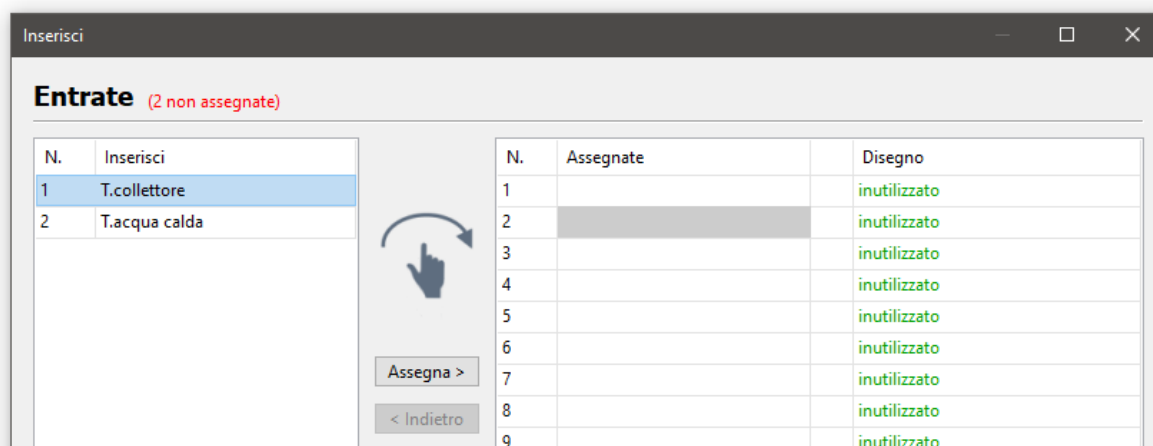 Inserisci
Entrate (2 non assegnate)
N. Inserisci
1 T.collettore
2 T.acqua calda
Assegna >
< Indietro
N. Assegnate Disegno
1 inutilizzato
2 inutilizzato
3 inutilizzato
4 inutilizzato
5 inutilizzato
6 inutilizzato
7 inutilizzato
8 inutilizzato
9 inutilizzato